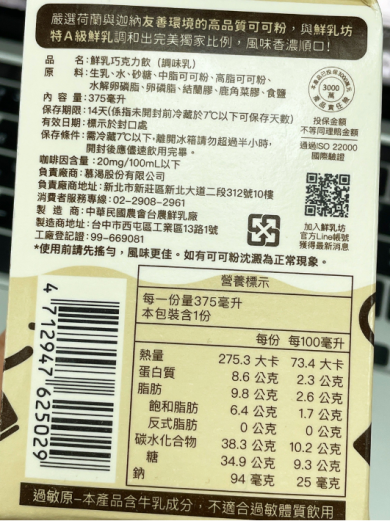 嚴選荷蘭與迦納友善環境的高品質可可粉，與鮮乳坊
特A級鮮乳調和出完美獨家比例，風味香濃順口！
品　名：鮮乳巧克力飲（調味乳）
原　料：生乳、水、砂糖、中脂可可粉、高脂可可粉、
水解卵磷脂、卵磷脂、結蘭膠、鹿角菜膠、食鹽
內 容 量：375毫升
保存期限：14天(係指未開封前冷藏於7℃以下可保存天數)
有效日期：標示於封口處
保存條件：需冷藏7℃以下，離開冰箱請勿超過半小時，
開封後應儘速飲用完畢。
咖啡因含量：20mg/100mL以下
負責廠商：慕渴股份有限公司
負責廠商地址：新北市新莊區新北大道二段312號10樓
消費者服務專線：02-2908-2961
製 造 商：中華民國農會台農鮮乳廠
製造商地址：台中市西屯區工業區13路1號
工廠登記證：99-669081
*使用前請先搖勻，風味更佳。如有可可粉沈澱為正常現象。
3000
萬
投保金額
不等同理賠金額
通過ISO 22000
國際驗證
加入鮮乳坊
官方Line帳號
獲得最新消息
營養標示
每一份量375毫升
本包裝含1份
每份 每100毫升
熱量 275.3 大卡 73.4 大卡
蛋白質 8.6 公克 2.3 公克
脂肪 9.8 公克 2.6 公克
飽和脂肪 6.4 公克 1.7 公克
反式脂肪 0 公克 0 公克
碳水化合物 38.3 公克 10.2 公克
糖 34.9 公克 9.3 公克
鈉 94 毫克 25 毫克
4 712947 625029
過敏原–本產品含牛乳成分，不適合過敏體質飲用